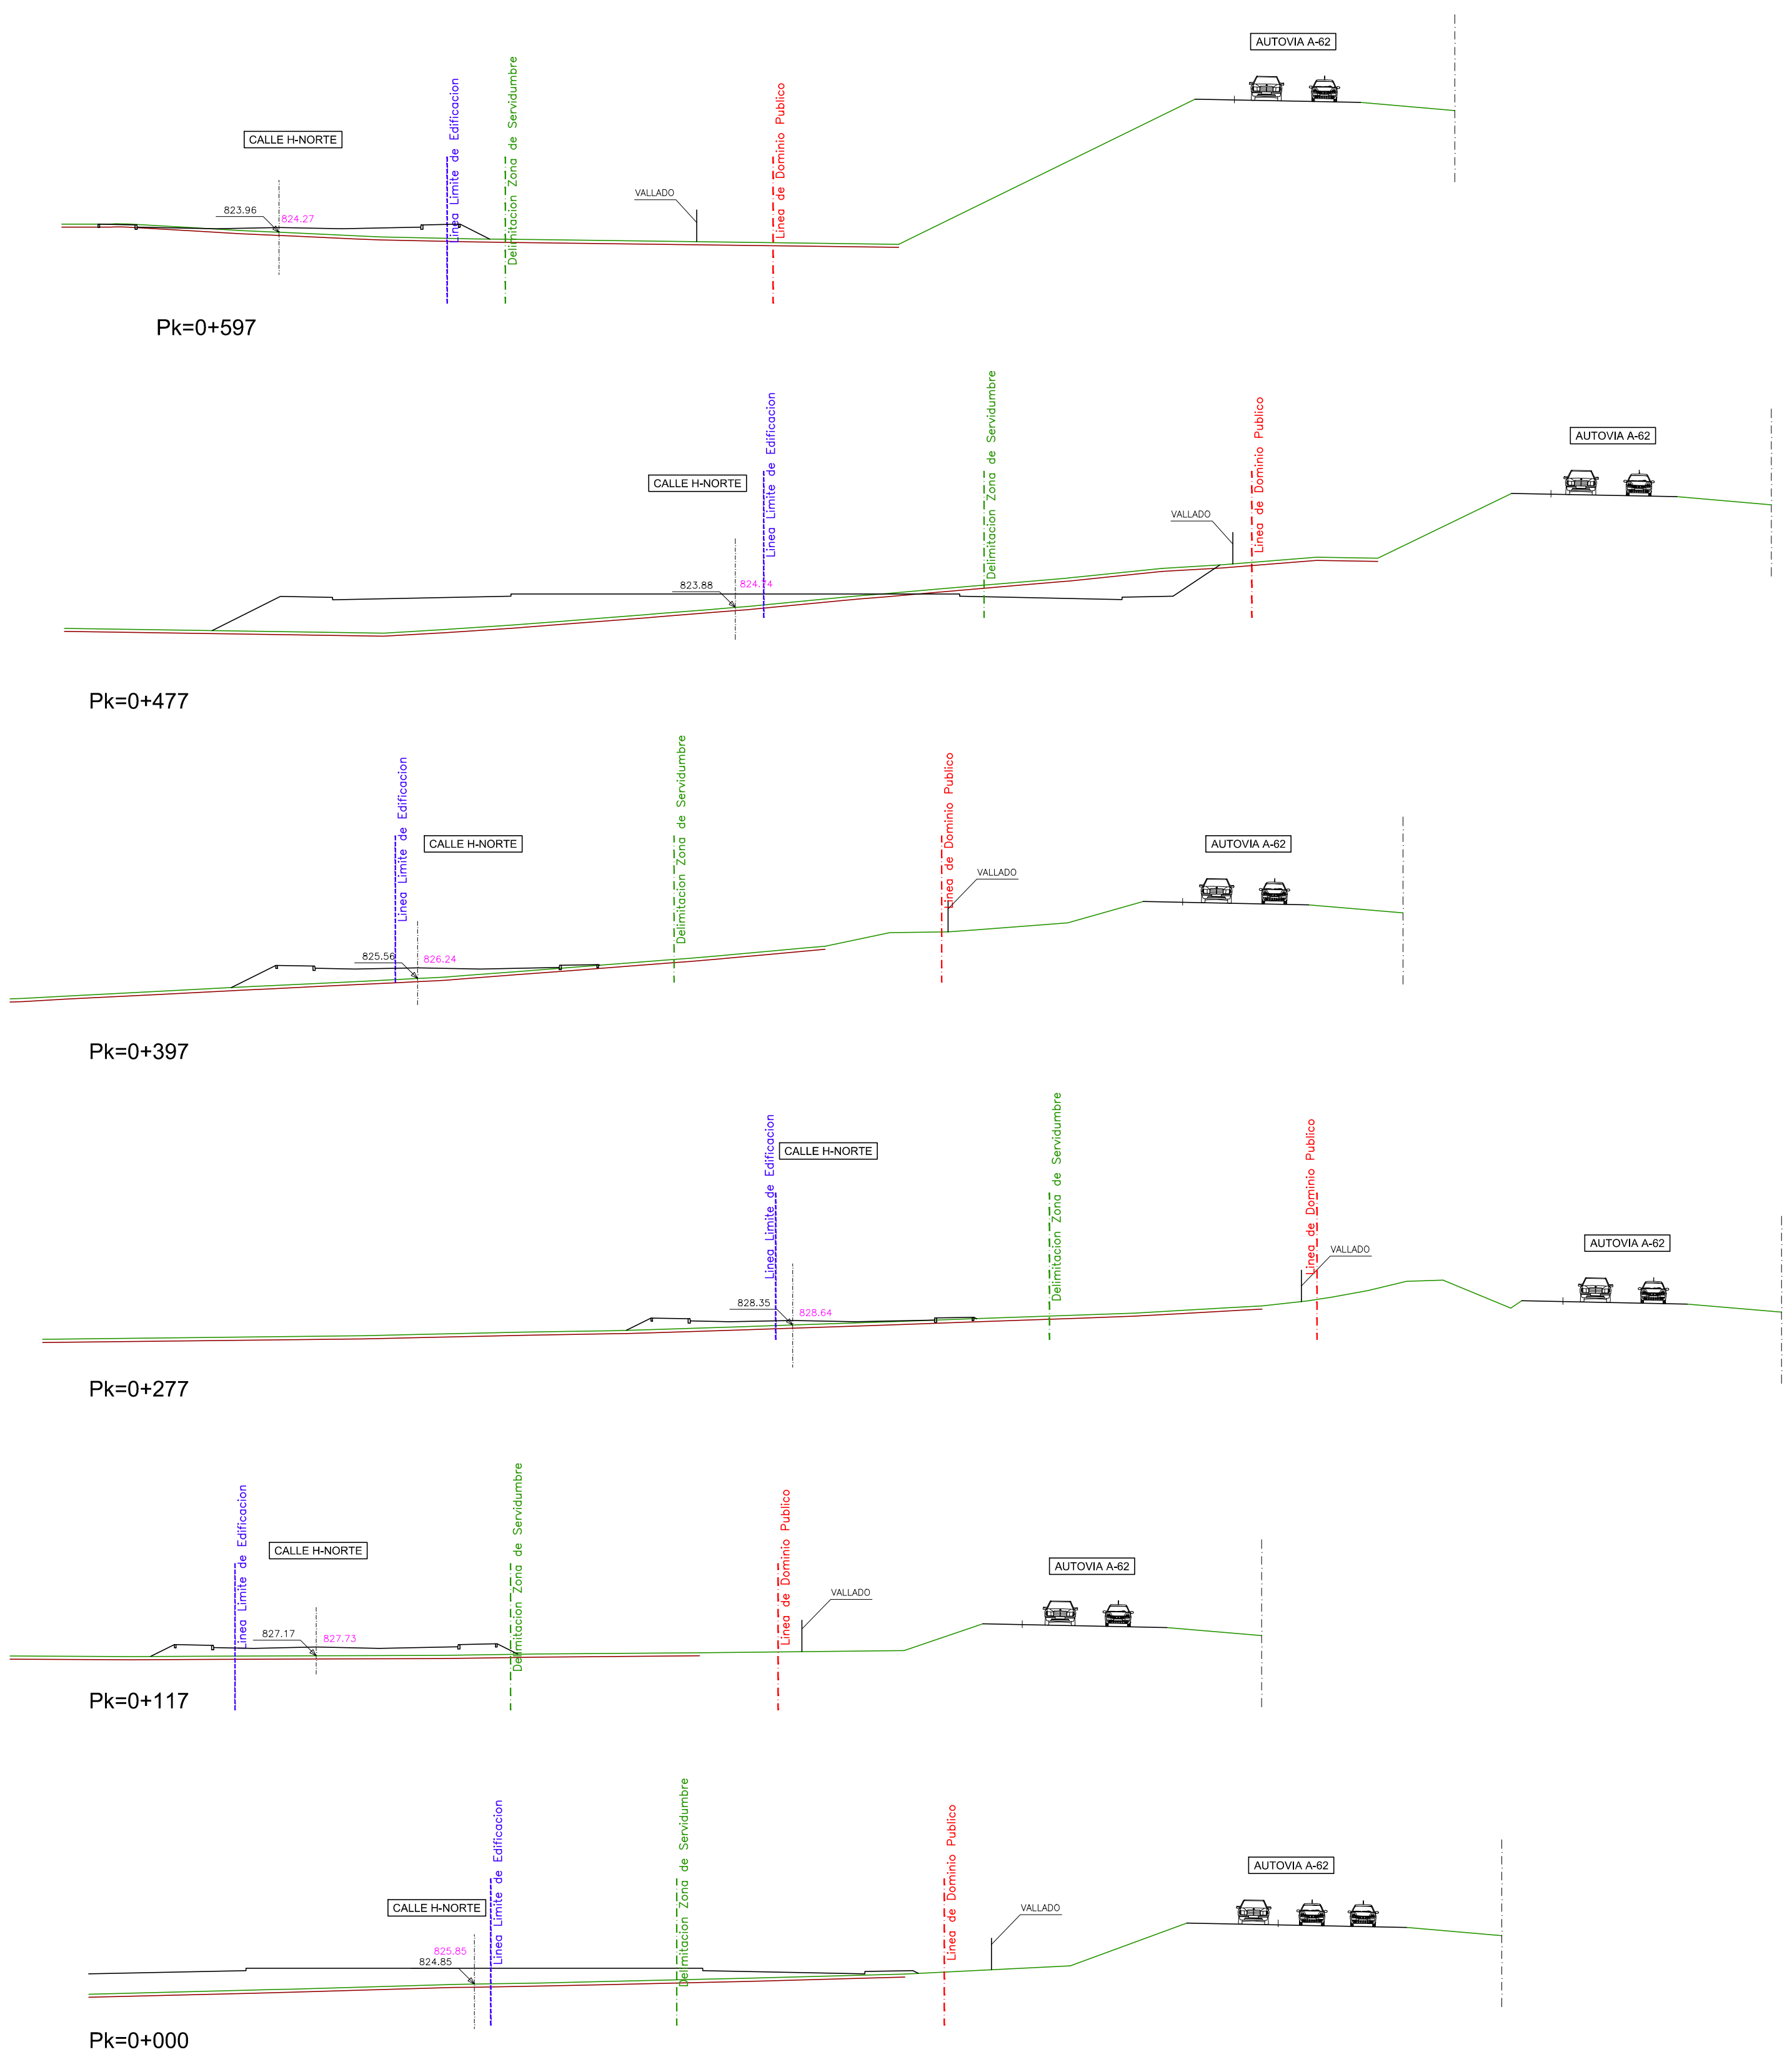 AUTOVIA A-62
CALLE H-NORTE
Linea Limite de Edificacion
Delimitacion Zona de Servidumbre
Linea de Dominio Publico
VALLADO
823.96
824.27
Pk=0+597
AUTOVIA A-62
CALLE H-NORTE
Linea Limite de Edificacion
Delimitacion Zona de Servidumbre
Linea de Dominio Publico
VALLADO
823.88
824.74
Pk=0+477
Linea Limite de Edificacion
CALLE H-NORTE
Delimitacion Zona de Servidumbre
Linea de Dominio Publico
VALLADO
AUTOVIA A-62
825.56
826.24
Pk=0+397
Linea Limite de Edificacion
CALLE H-NORTE
Delimitacion Zona de Servidumbre
Linea de Dominio Publico
VALLADO
AUTOVIA A-62
828.35
828.64
Pk=0+277
Linea Limite de Edificacion
CALLE H-NORTE
Delimitacion Zona de Servidumbre
Linea de Dominio Publico
VALLADO
AUTOVIA A-62
827.17
827.73
Pk=0+117
CALLE H-NORTE
Linea Limite de Edificacion
Delimitacion Zona de Servidumbre
Linea de Dominio Publico
VALLADO
AUTOVIA A-62
825.85
824.85
Pk=0+000